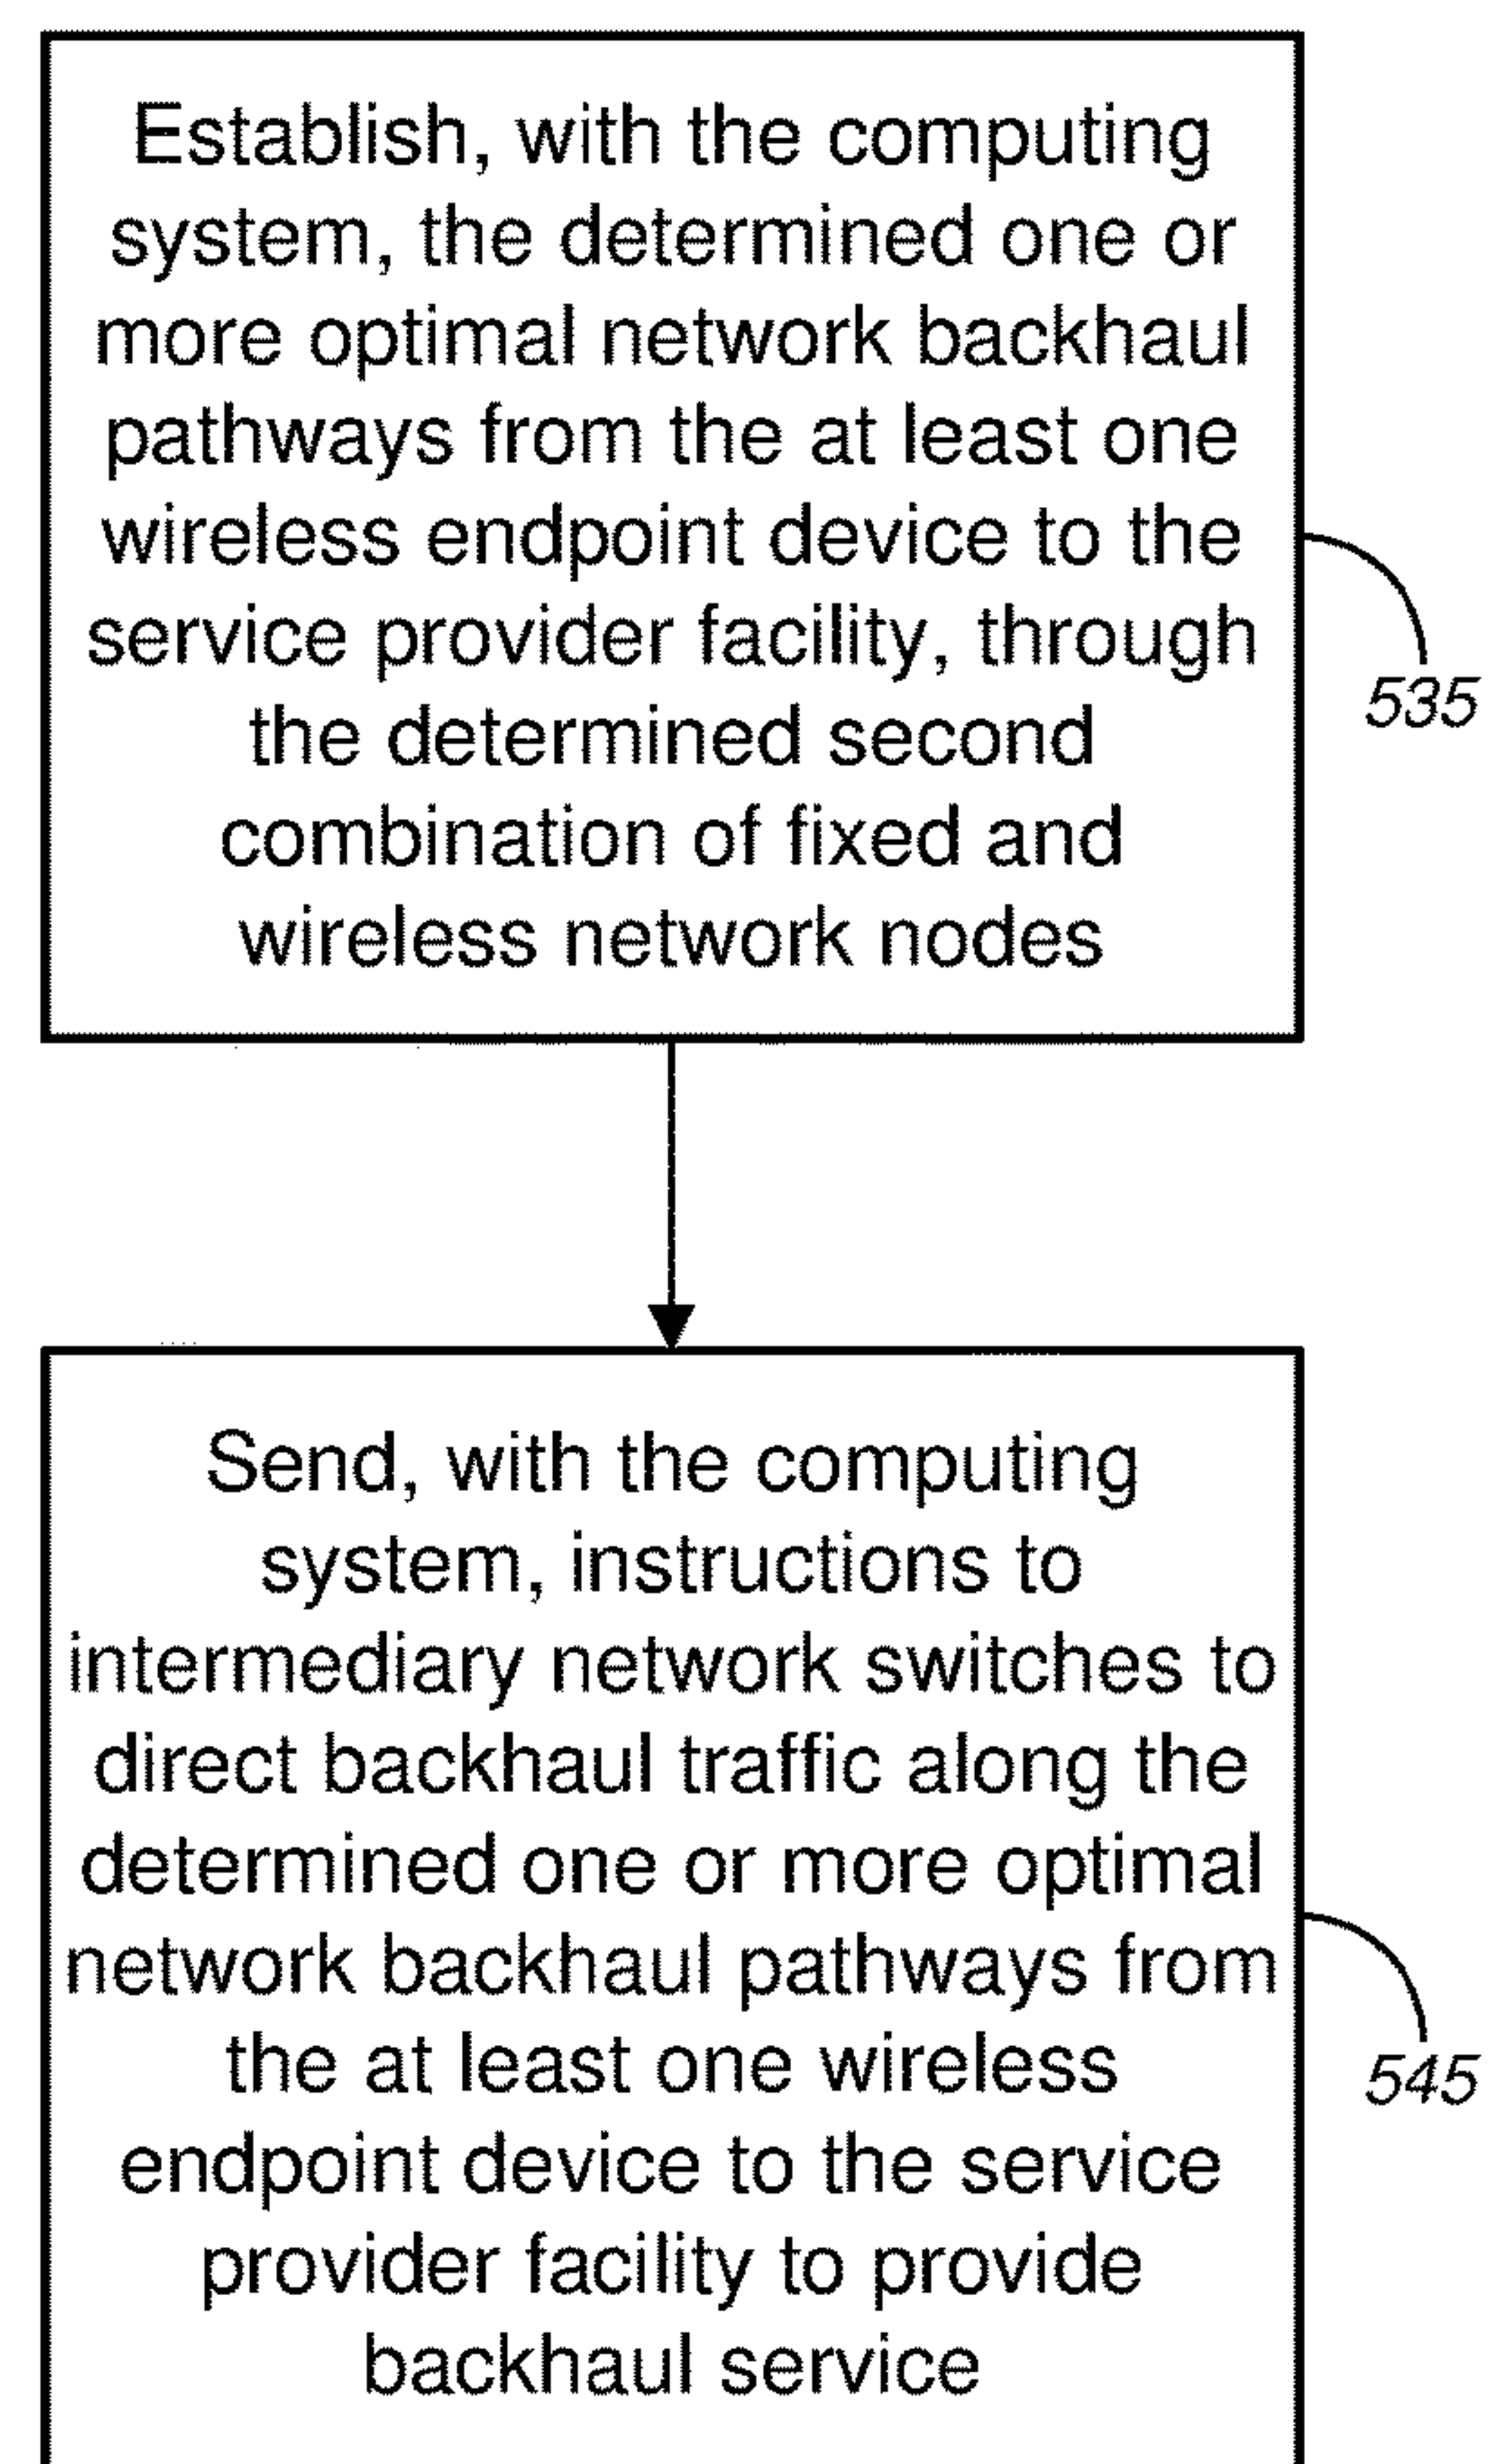 Establish, with the computing
system, the determined one or
more optimal network backhaul
pathways from the at least one
wireless endpoint device to the
service provider facility, through
the determined second
combination of fixed and
wireless network nodes
535
Send, with the computing
system, instructions to
intermediary network switches to
direct backhaul traffic along the
determined one or more optimal
network backhaul pathways from
the at least one wireless
endpoint device to the service
provider facility to provide
backhaul service
545